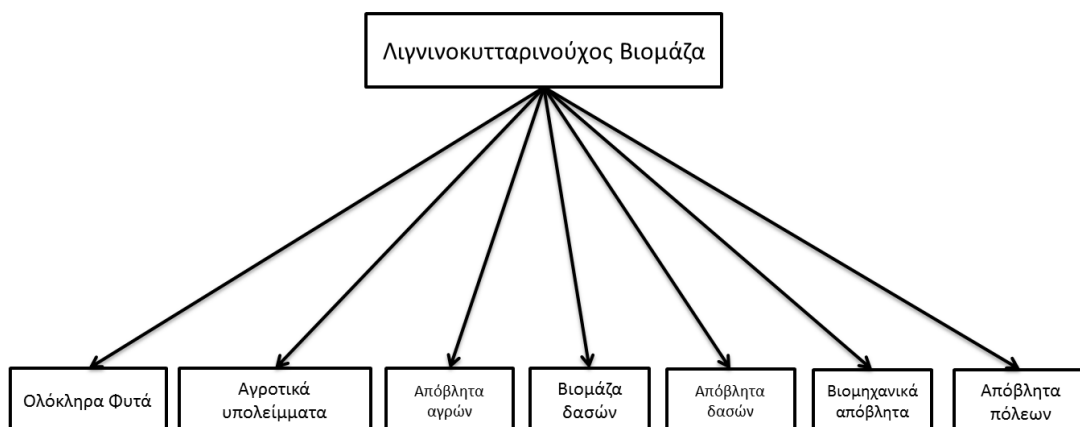 Λιγνινοκυτταρινούχος Βιομάζα
Ολόκληρα Φυτά
Αγροτικά
υπολείμματα
Απόβλητα
αγρών
Βιομάζα
δασών
Απόβλητα
δασών
Βιομηχανικά
απόβλητα
Απόβλητα
πόλεων